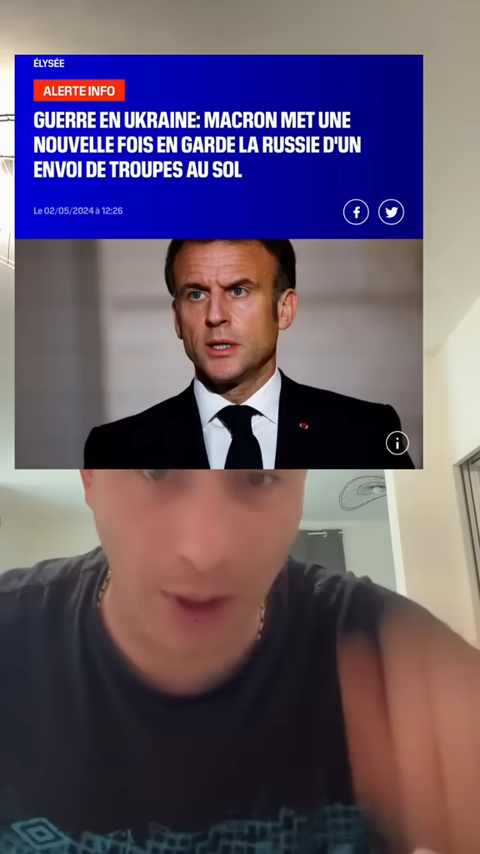 ÉLYSÉE
ALERTE INFO
GUERRE EN UKRAINE: MACRON MET UNE
NOUVELLE FOIS EN GARDE LA RUSSIE D'UN
ENVOI DE TROUPES AU SOL
Le 02/05/2024 à 12:26